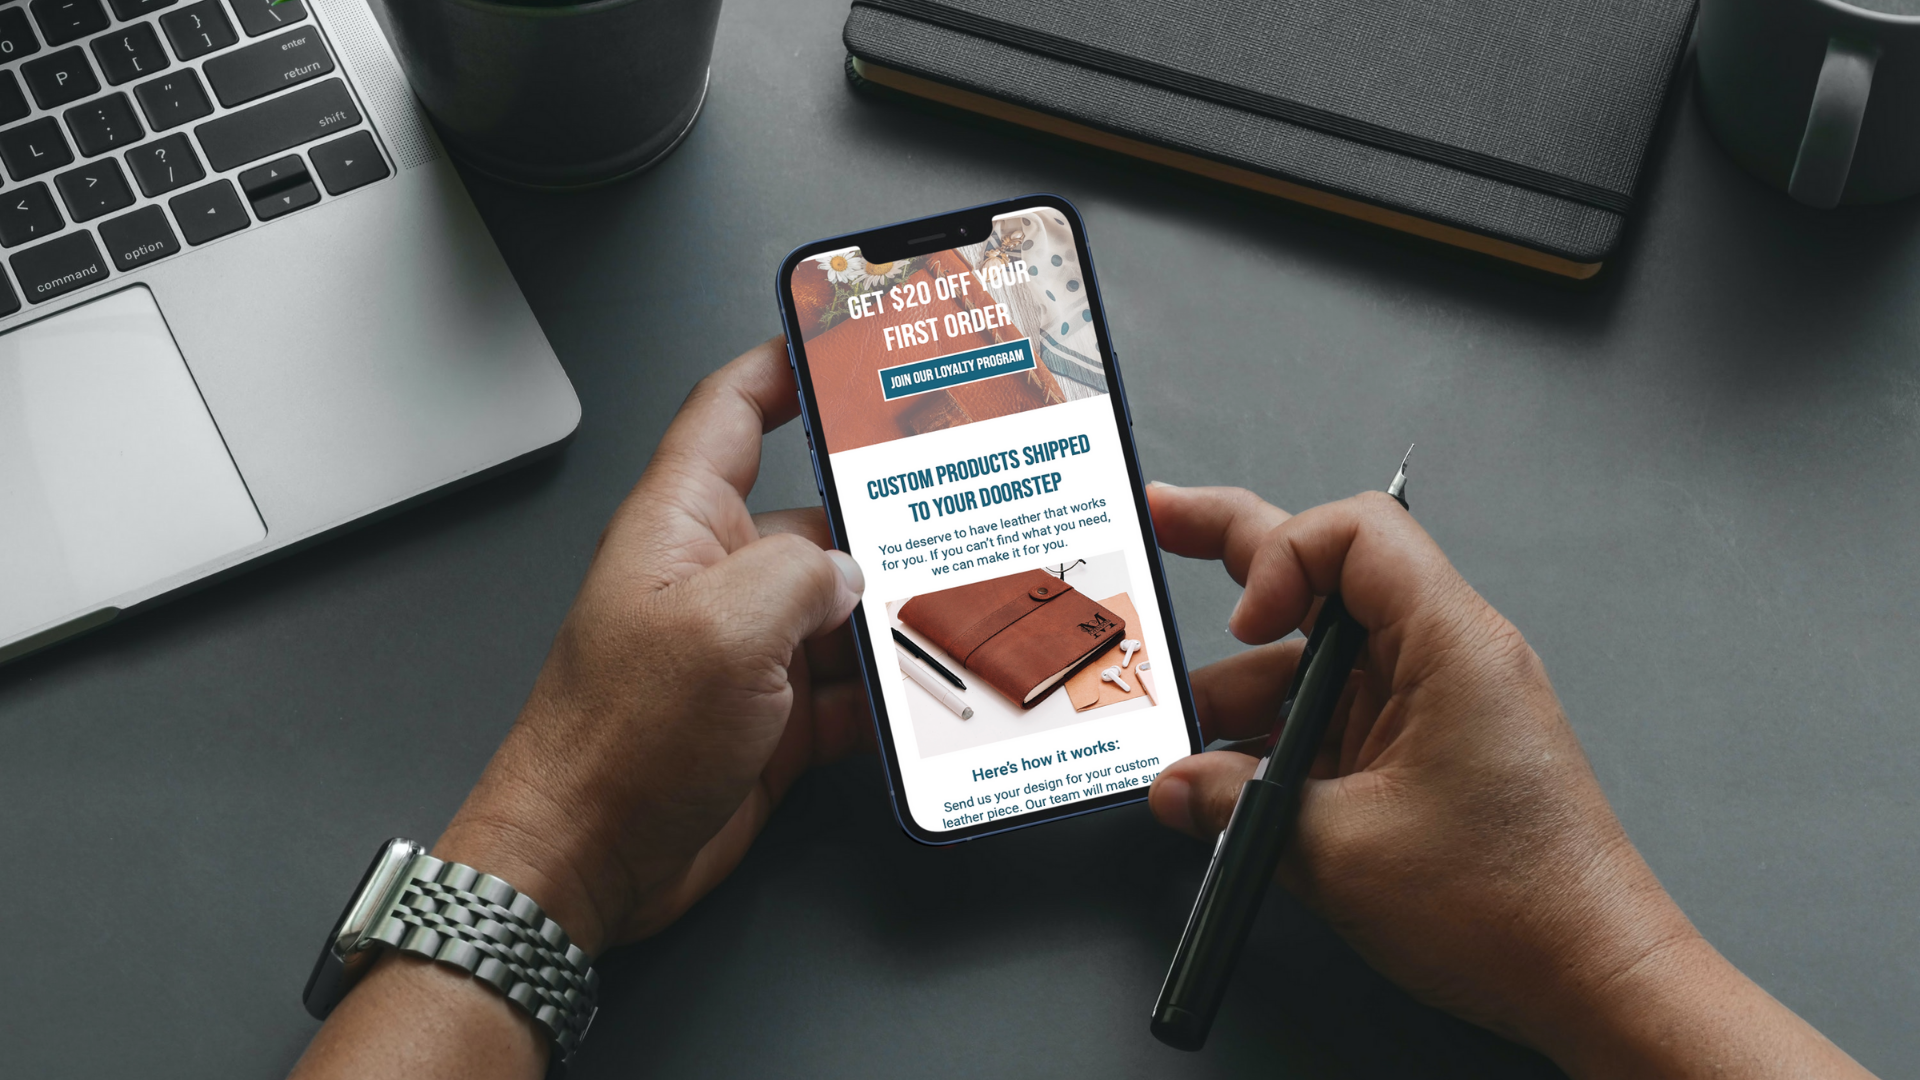 O
P
{
[
}
]
|
\
enter
return
L
:
;
"
'
shift
<
,
>
.
?
/
command
option
GET $20 OFF YOUR
FIRST ORDER
JOIN OUR LOYALTY PROGRAM
CUSTOM PRODUCTS SHIPPED
TO YOUR DOORSTEP
You deserve to have leather that works
for you. If you can't find what you need,
we can make it for you.
M
Here's how it works:
Send us your design for your custom
leather piece. Our team will make